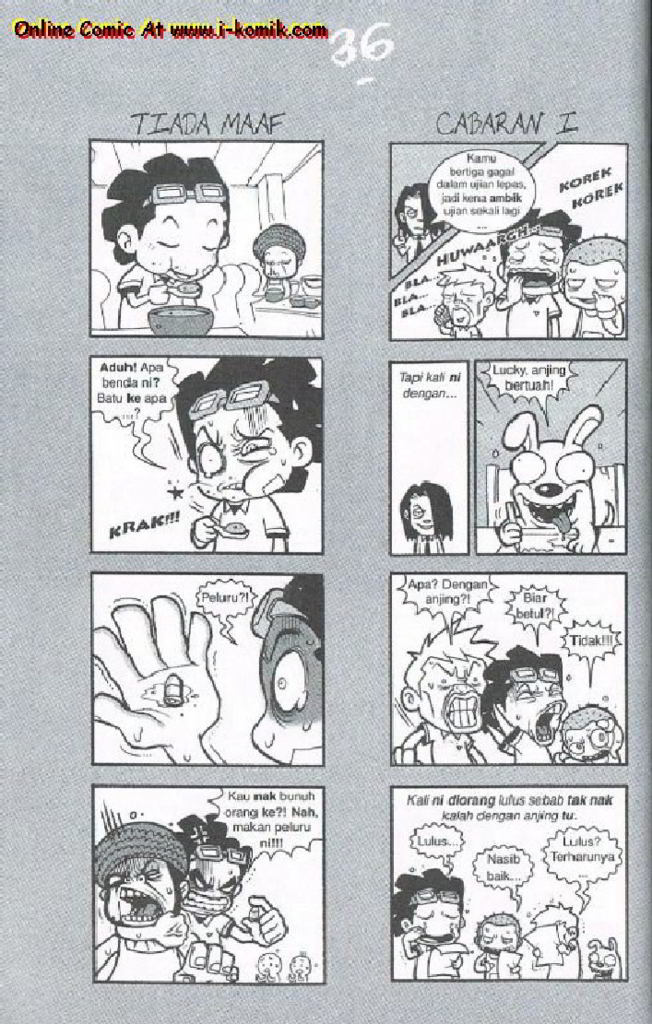 Online Comic At www.i-komik.com
36
TIADA MAAF
Aduh! Apa
benda ni?
Batu ke apa
...?
KRAK!!!
Peluru?!
Kau nak bunuh
orang ke?! Nah,
makan peluru
ni!!!
CABARAN I
Kamu
bertiga gagal
dalam ujian lepas,
jadi kena ambik
ujian sekali lagi
...
KOREK
KOREK
HUWAARGH...
BLA...
BLA...
BLA...
Tapi kali ni
dengan...
Lucky, anjing
bertuah!
Apa? Dengan
anjing?!
Biar
betul?!
Tidak!!!
Kali ni diorang lulus sebab tak nak
kalah dengan anjing tu.
Lulus...
Nasib
baik...
Lulus?
Terharunya
...